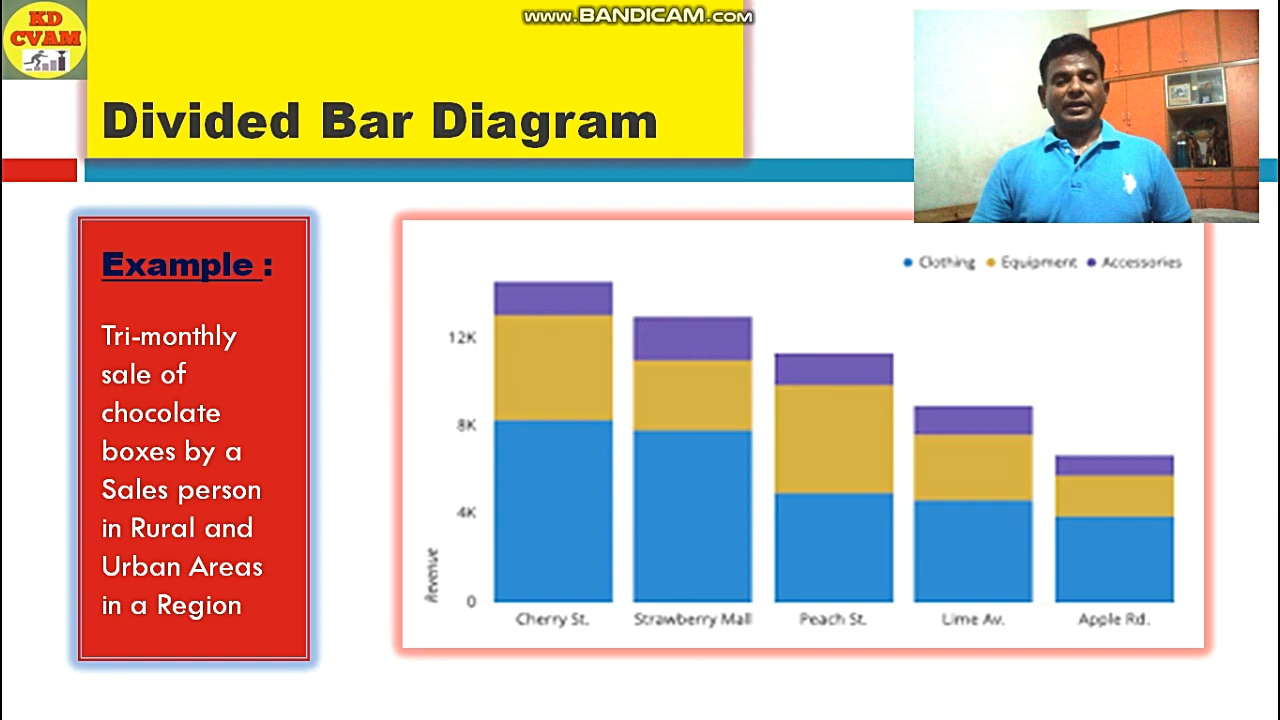 KD
CVAM
www.BANDICAM.com
Divided Bar Diagram
Example :
Tri-monthly
sale of
chocolate
boxes by a
Sales person
in Rural and
Urban Areas
in a Region
Clothing Equipment Accessories
12K
8K
4K
0
Revenue
Cherry St. Strawberry Mall Peach St. Lime Av. Apple Rd.